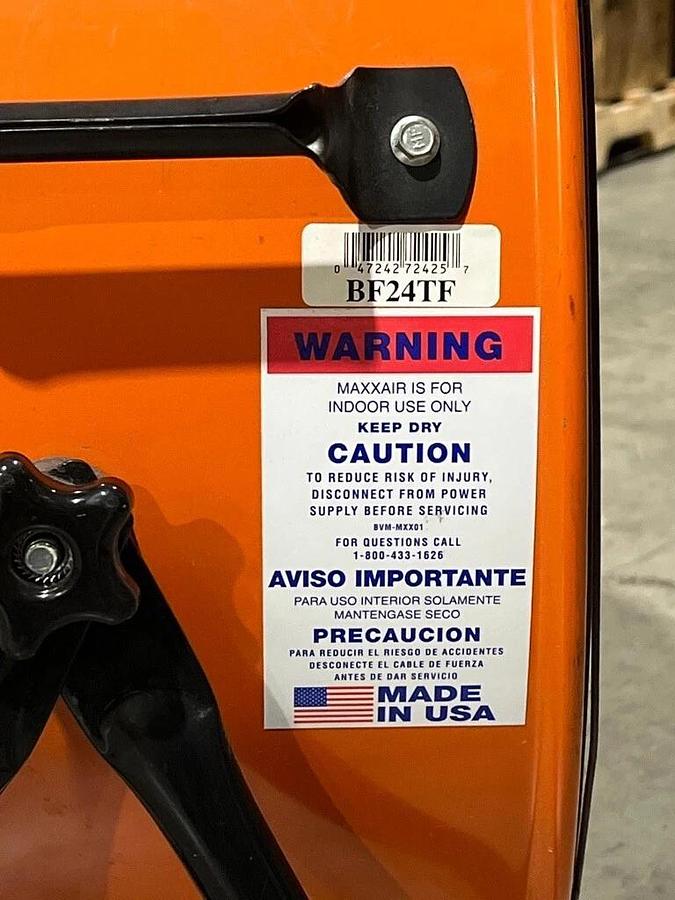 0 47242 72425 7
BF24TF
WARNING
MAXXAIR IS FOR
INDOOR USE ONLY
KEEP DRY
CAUTION
TO REDUCE RISK OF INJURY,
DISCONNECT FROM POWER
SUPPLY BEFORE SERVICING
BVM-MXX01
FOR QUESTIONS CALL
1-800-433-1626
AVISO IMPORTANTE
PARA USO INTERIOR SOLAMENTE
MANTENGASE SECO
PRECAUCION
PARA REDUCIR EL RIESGO DE ACCIDENTES
DESCONECTE EL CABLE DE FUERZA
ANTES DE DAR SERVICIO
MADE
IN USA